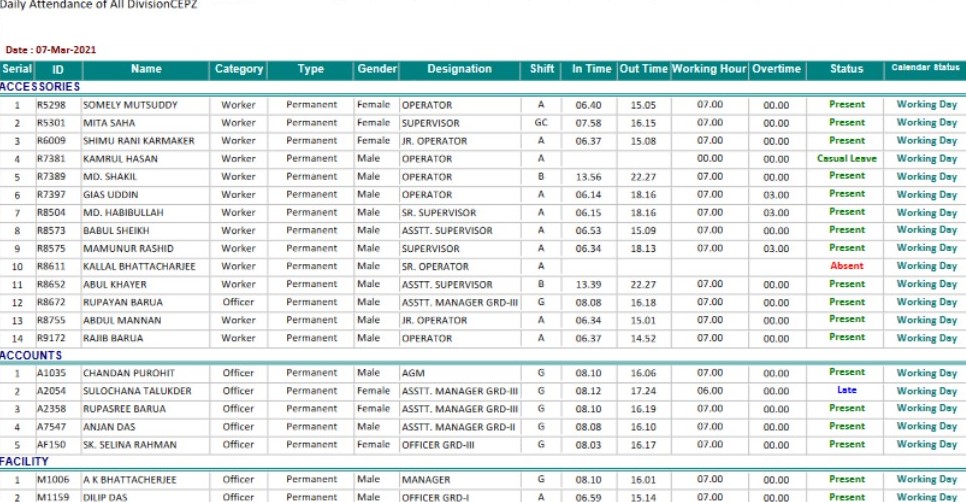 Daily Attendance of All DivisionCEPZ
Date : 07-Mar-2021
Serial ID Name Category Type Gender Designation Shift In Time Out Time Working Hour Overtime Status Calendar Status
ACCESSORIES
1 R5298 SOMELY MUTSUDDY Worker Permanent Female OPERATOR A 06.40 15.05 07.00 00.00 Present Working Day
2 R5301 MITA SAHA Worker Permanent Female SUPERVISOR GC 07.58 16.15 07.00 00.00 Present Working Day
3 R6009 SHIMU RANI KARMAKER Worker Permanent Female JR. OPERATOR A 06.37 15.08 07.00 00.00 Present Working Day
4 R7381 KAMRUL HASAN Worker Permanent Male OPERATOR A 00.00 00.00 Casual Leave Working Day
5 R7389 MD. SHAKIL Worker Permanent Male OPERATOR B 13.56 22.27 07.00 00.00 Present Working Day
6 R7397 GIAS UDDIN Worker Permanent Male OPERATOR A 06.14 18.16 07.00 03.00 Present Working Day
7 R8504 MD. HABIBULLAH Worker Permanent Male SR. SUPERVISOR A 06.15 18.16 07.00 03.00 Present Working Day
8 R8573 BABUL SHEIKH Worker Permanent Male ASSTT. SUPERVISOR A 06.53 15.09 07.00 00.00 Present Working Day
9 R8575 MAMUNUR RASHID Worker Permanent Male SUPERVISOR A 06.34 18.13 07.00 03.00 Present Working Day
10 R8611 KALLAL BHATTACHARJEE Worker Permanent Male SR. OPERATOR A Absent Working Day
11 R8652 ABUL KHAYER Worker Permanent Male ASSTT. SUPERVISOR B 13.39 22.27 07.00 00.00 Present Working Day
12 R8672 RUPAYAN BARUA Officer Permanent Male ASSTT. MANAGER GRD-III G 08.08 16.18 07.00 00.00 Present Working Day
13 R8755 ABDUL MANNAN Worker Permanent Male JR. OPERATOR A 06.34 15.01 07.00 00.00 Present Working Day
14 R9172 RAJIB BARUA Worker Permanent Male OPERATOR A 06.37 14.52 07.00 00.00 Present Working Day
ACCOUNTS
1 A1035 CHANDAN PUROHIT Officer Permanent Male AGM G 08.10 16.06 07.00 00.00 Present Working Day
2 A2054 SULOCHANA TALUKDER Officer Permanent Female ASSTT. MANAGER GRD-III G 08.12 17.24 06.00 00.00 Late Working Day
3 A2358 RUPASREE BARUA Officer Permanent Female ASSTT. MANAGER GRD-III G 08.10 16.19 07.00 00.00 Present Working Day
4 A7547 ANJAN DAS Officer Permanent Male ASSTT. MANAGER GRD-II G 08.08 16.10 07.00 00.00 Present Working Day
5 AF150 SK. SELINA RAHMAN Officer Permanent Female OFFICER GRD-III G 08.03 16.17 07.00 00.00 Present Working Day
FACILITY
1 M1006 A K BHATTACHERJEE Officer Permanent Male MANAGER G 08.10 16.01 07.00 00.00 Present Working Day
2 M1159 DILIP DAS Officer Permanent Male OFFICER GRD-I A 06.59 15.14 07.00 00.00 Present Working Day